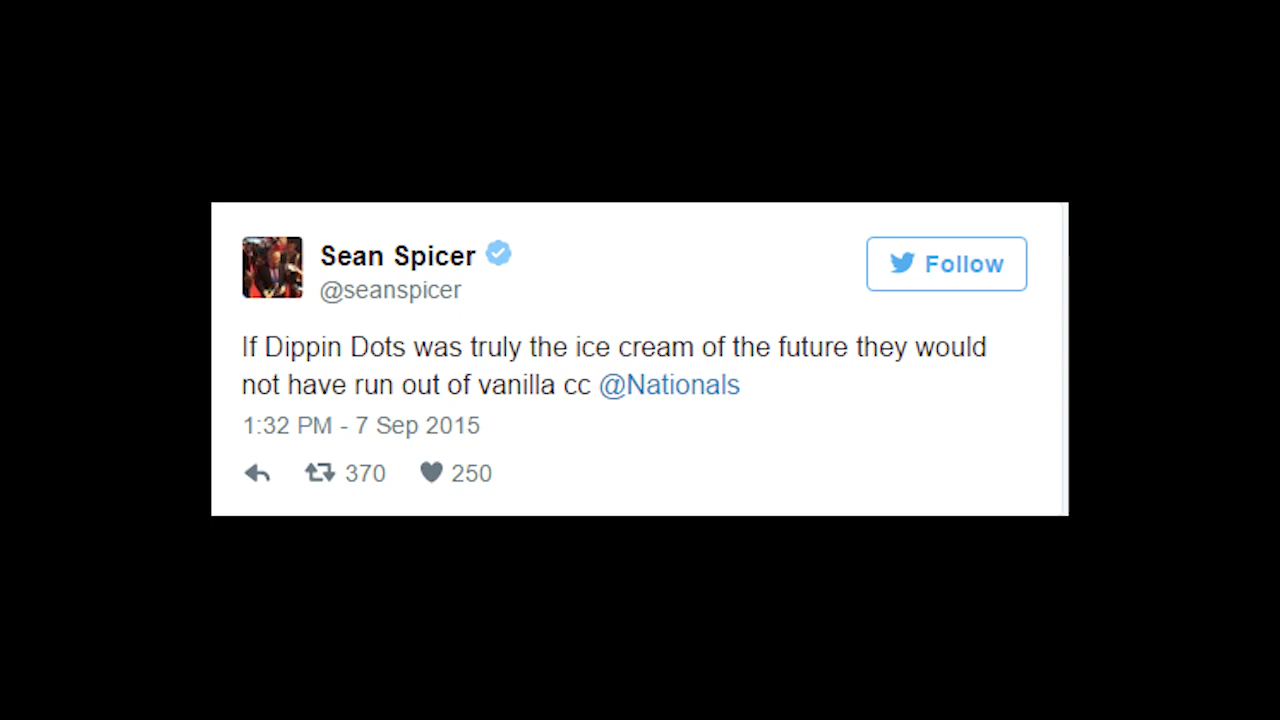 Sean Spicer
@seanspicer
Follow
If Dippin Dots was truly the ice cream of the future they would
not have run out of vanilla cc @Nationals
1:32 PM - 7 Sep 2015
370 250